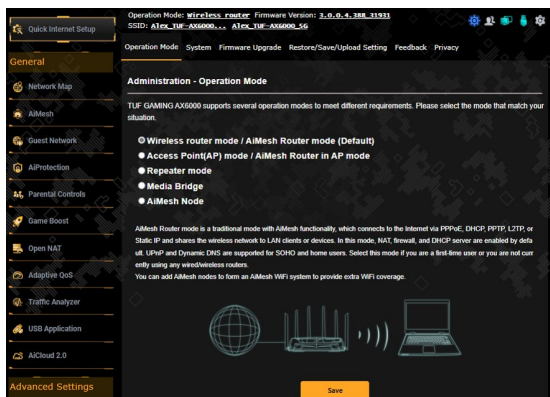 Operation Mode: Wireless router Firmware Version: 3.0.0.4.388_31931
SSID: Alex_TUF-AX6000... Alex_TUF-AX6000_5G
Quick Internet Setup
Operation Mode System Firmware Upgrade Restore/Save/Upload Setting Feedback Privacy
General
Network Map
AiMesh
Guest Network
AiProtection
Parental Controls
Game Boost
Open NAT
Adaptive QoS
Traffic Analyzer
USB Application
AiCloud 2.0
Advanced Settings
Administration - Operation Mode
TUF GAMING AX6000 supports several operation modes to meet different requirements. Please select the mode that match your
situation.
Wireless router mode / AiMesh Router mode (Default)
Access Point(AP) mode / AiMesh Router in AP mode
Repeater mode
Media Bridge
AiMesh Node
AiMesh Router mode is a traditional mode with AiMesh functionality, which connects to the Internet via PPPoE, DHCP, PPTP, L2TP, or
Static IP and shares the wireless network to LAN clients or devices. In this mode, NAT, firewall, and DHCP server are enabled by defa
ult. UPnP and Dynamic DNS are supported for SOHO and home users. Select this mode if you are a first-time user or you are not curr
ently using any wired/wireless routers.
You can add AiMesh nodes to form an AiMesh WiFi system to provide extra WiFi coverage.
Save